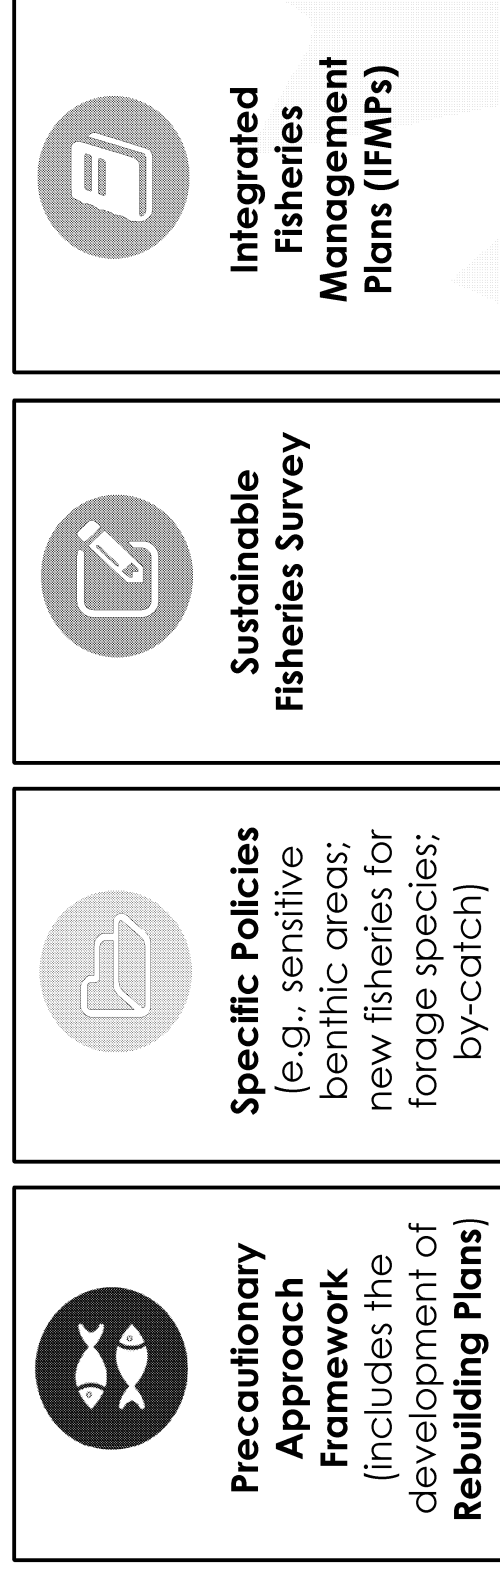 Precautionary
Approach
Framework
(includes the
development of
Rebuilding Plans)
Specific Policies
(e.g., sensitive
benthic areas;
new fisheries for
forage species;
by-catch)
Sustainable
Fisheries Survey
Integrated
Fisheries
Management
Plans (IFMPs)